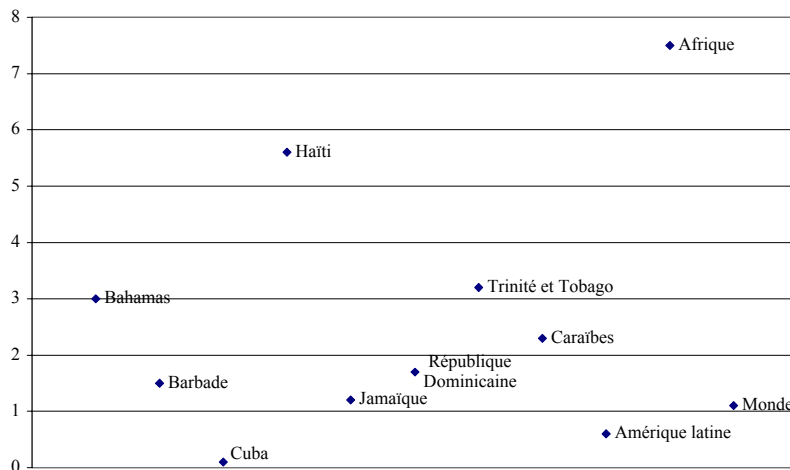 8
Afrique
7
6
Haïti
5
4
Trinité et Tobago
3
Bahamas
Caraïbes
2
République
Dominicaine
Barbade
Jamaïque
Monde
1
Amérique latine
Cuba
0